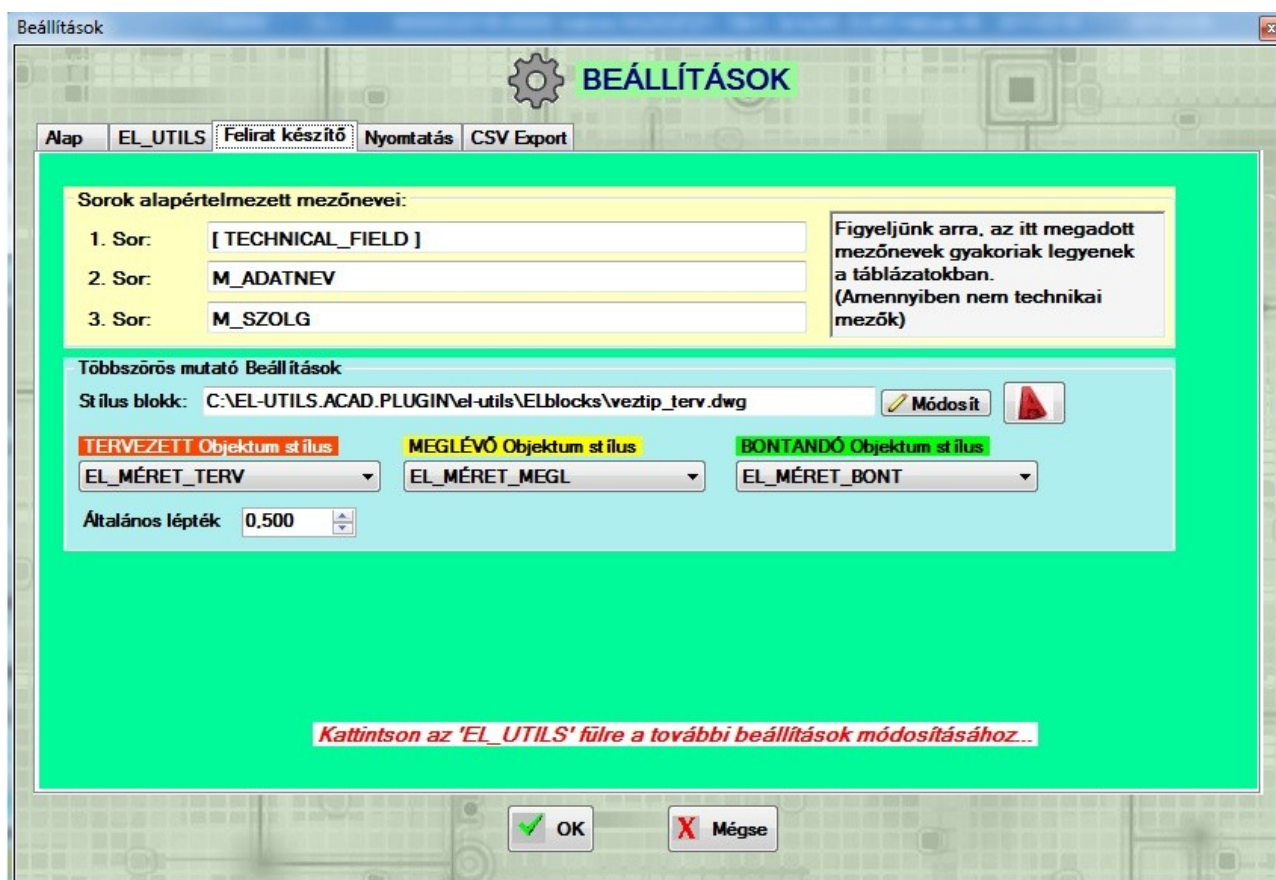 Beállítások
BEÁLLÍTÁSOK
Alap EL_UTILS Felirat készítő Nyomtatás CSV Export
Sorok alapértelmezett mezőnevei:
1. Sor: [ TECHNICAL_FIELD ]
2. Sor: M_ADATNEV
3. Sor: M_SZOLG
Figyeljünk arra, az itt megadott
mezőnevek gyakoriak legyenek
a táblázatokban.
(Amennyiben nem technikai
mezők)
Többszörös mutató Beállítások
Stílus blokk: C:\EL-UTILS.ACAD.PLUGIN\el-utils\ELblocks\veztip_terv.dwg Módosít
TERVEZETT Objektum stílus MEGLÉVŐ Objektum stílus BONTANDÓ Objektum stílus
EL_MÉRET_TERV EL_MÉRET_MEGL EL_MÉRET_BONT
Általános lépték 0,500
Kattintson az 'EL_UTILS' fülre a további beállítások módosításához...
OK Mégse